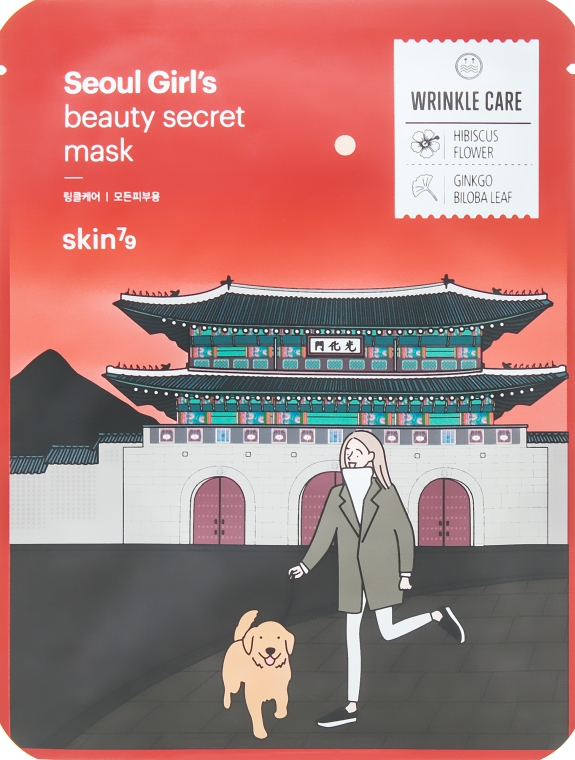 Seoul Girl's
beauty secret
mask
링클케어 | 모든피부용
skin79
WRINKLE CARE
HIBISCUS
FLOWER
GINKGO
BILOBA LEAF
門化光